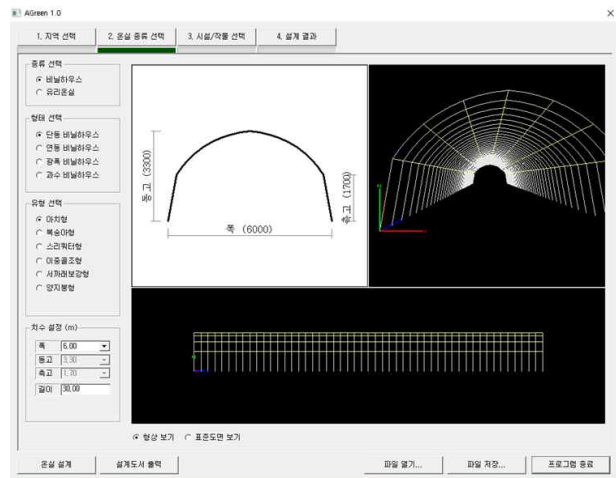 AGreen 1.0
1. 지역 선택
2. 온실 종류 선택
3. 시설/작물 선택
4. 설계 결과
종류 선택
비닐하우스
유리온실
형태 선택
단동 비닐하우스
연동 비닐하우스
광폭 비닐하우스
과수 비닐하우스
유형 선택
아치형
복숭아형
스리쿼터형
이중골조형
서까래보강형
양지붕형
치수 설정 (m)
폭 6.00
동고 3.30
측고 1.70
길이 30.00
동고 (3300)
측고 (1700)
폭 (6000)
형상 보기
표준도면 보기
온실 설계
설계도서 출력
파일 열기...
파일 저장...
프로그램 종료